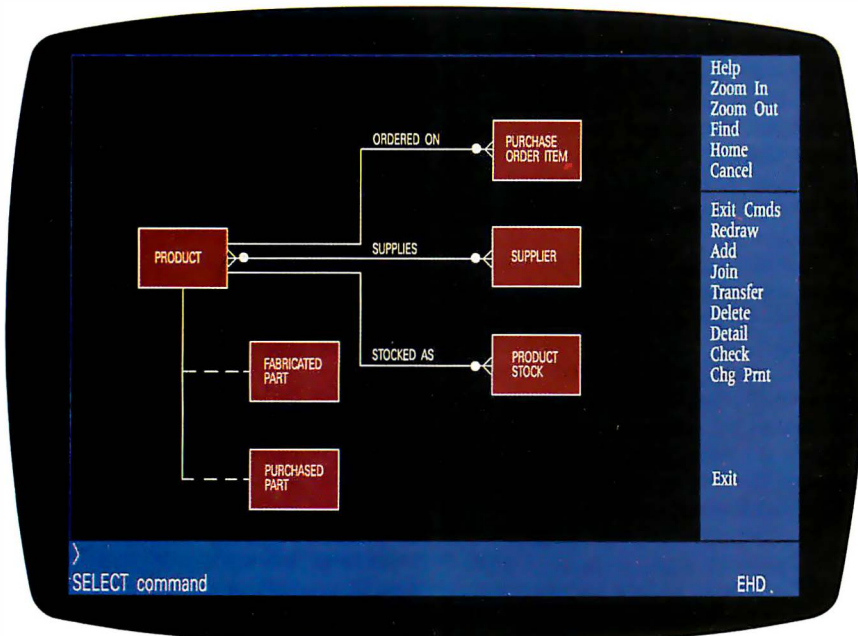 ORDERED ON
PURCHASE
ORDER ITEM
PRODUCT
SUPPLIES
SUPPLIER
STOCKED AS
PRODUCT
STOCK
FABRICATED
PART
PURCHASED
PART
Help
Zoom In
Zoom Out
Find
Home
Cancel
Exit Cmds
Redraw
Add
Join
Transfer
Delete
Detail
Check
Chg Prnt
Exit
>
SELECT command
EHD